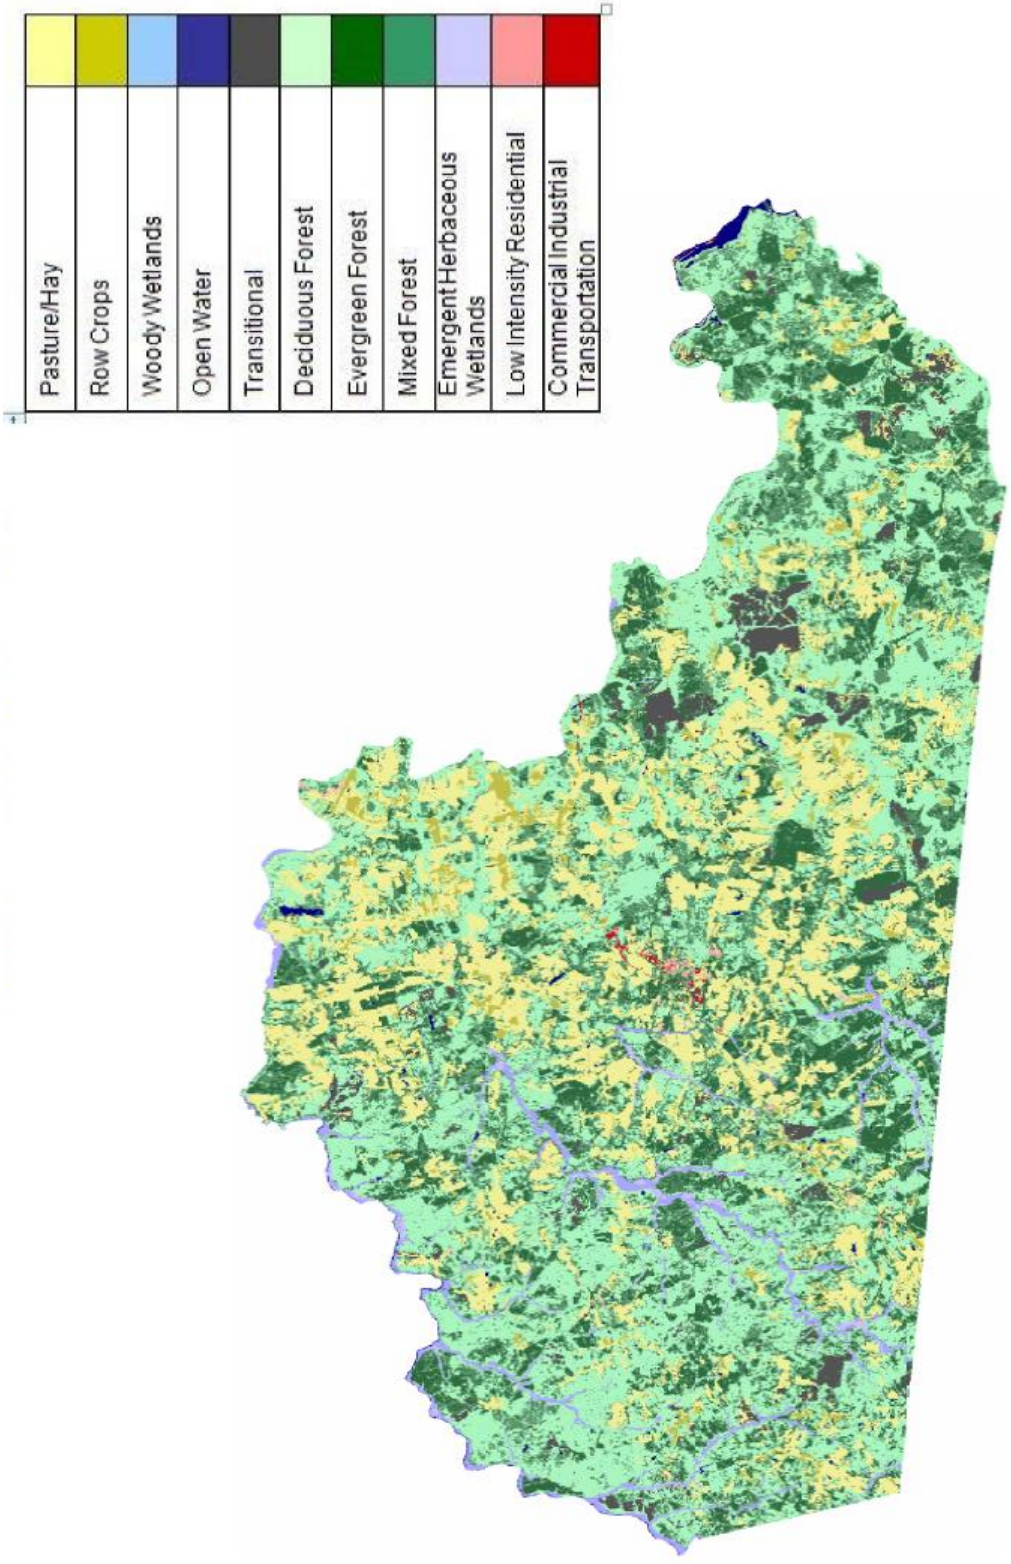 Pasture/Hay
Row Crops
Woody Wetlands
Open Water
Transitional
Deciduous Forest
Evergreen Forest
Mixed Forest
Emergent Herbaceous
Wetlands
Low Intensity Residential
Commercial Industrial
Transportation